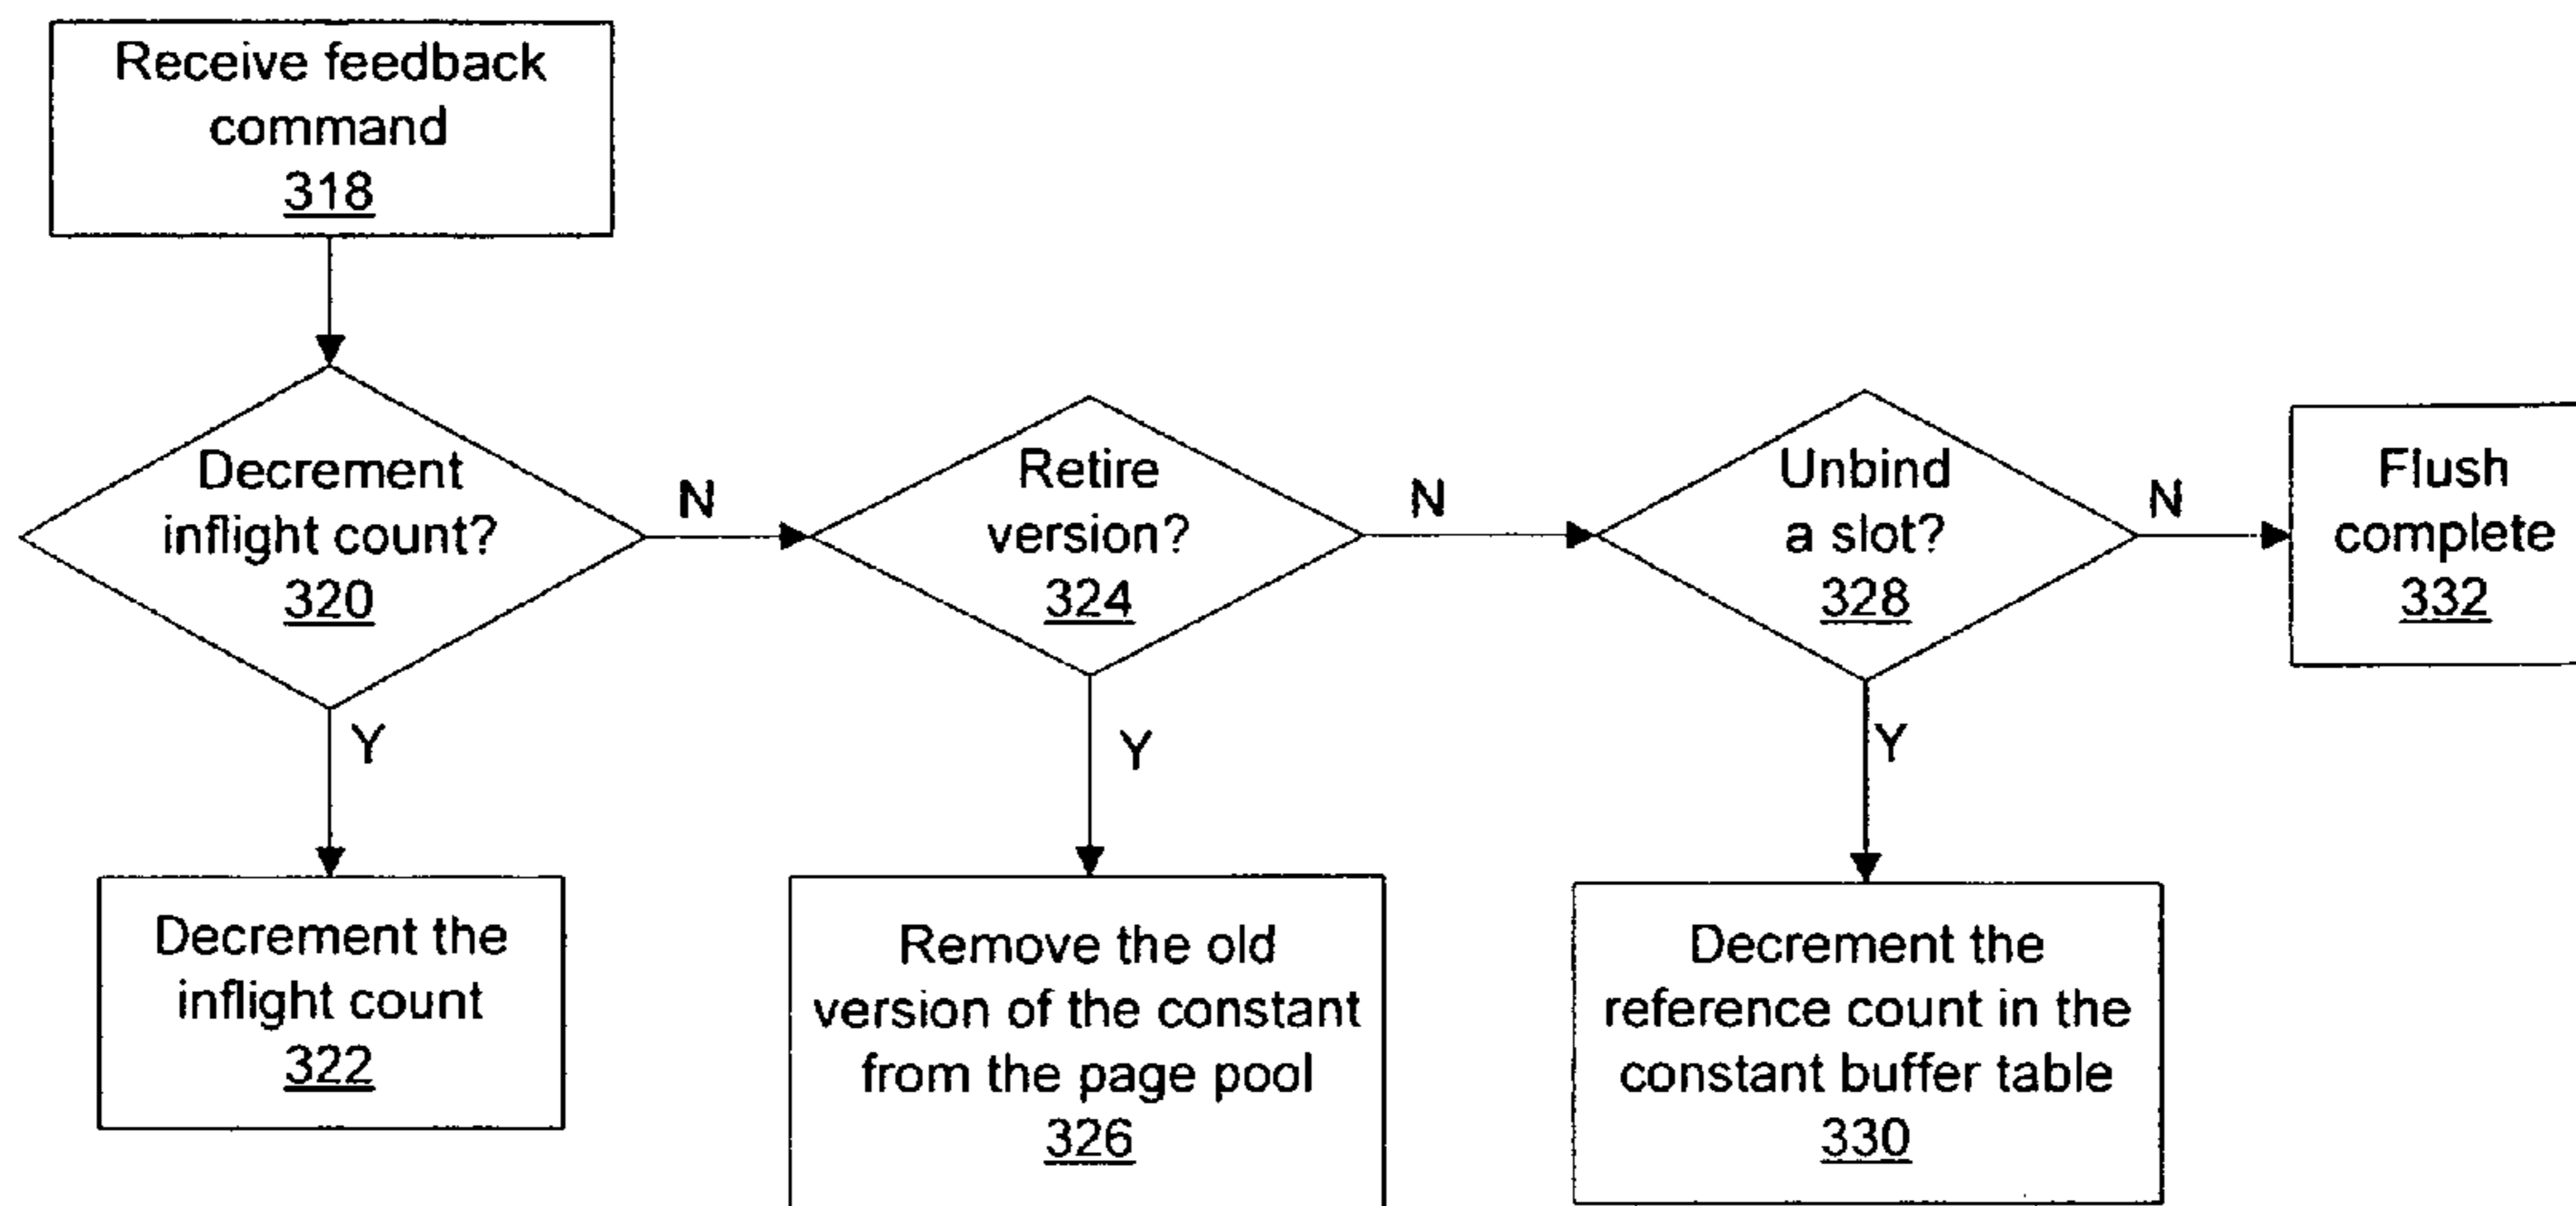 Receive feedback
command
318
Decrement
inflight count?
320
N
Retire
version?
324
N
Unbind
a slot?
328
N
Flush
complete
332
Y
Y
Y
Decrement the
inflight count
322
Remove the old
version of the constant
from the page pool
326
Decrement the
reference count in the
constant buffer table
330